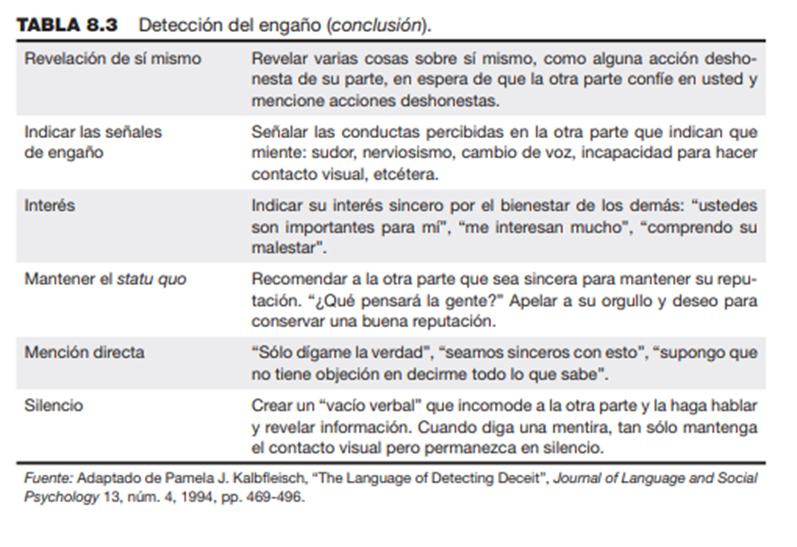 TABLA 8.3 Detección del engaño (conclusión).
Revelación de sí mismo Revelar varias cosas sobre sí mismo, como alguna acción desho-
nesta de su parte, en espera de que la otra parte confíe en usted y
mencione acciones deshonestas.
Indicar las señales Señalar las conductas percibidas en la otra parte que indican que
de engaño miente: sudor, nerviosismo, cambio de voz, incapacidad para hacer
contacto visual, etcétera.
Interés Indicar su interés sincero por el bienestar de los demás: “ustedes
son importantes para mí”, “me interesan mucho”, “comprendo su
malestar”.
Mantener el statu quo Recomendar a la otra parte que sea sincera para mantener su repu-
tación. “¿Qué pensará la gente?” Apelar a su orgullo y deseo para
conservar una buena reputación.
Mención directa “Sólo dígame la verdad”, “seamos sinceros con esto”, “supongo que
no tiene objeción en decirme todo lo que sabe”.
Silencio Crear un “vacío verbal” que incomode a la otra parte y la haga hablar
y revelar información. Cuando diga una mentira, tan sólo mantenga
el contacto visual pero permanezca en silencio.
Fuente: Adaptado de Pamela J. Kalbfleisch, “The Language of Detecting Deceit”, Journal of Language and Social
Psychology 13, núm. 4, 1994, pp. 469-496.